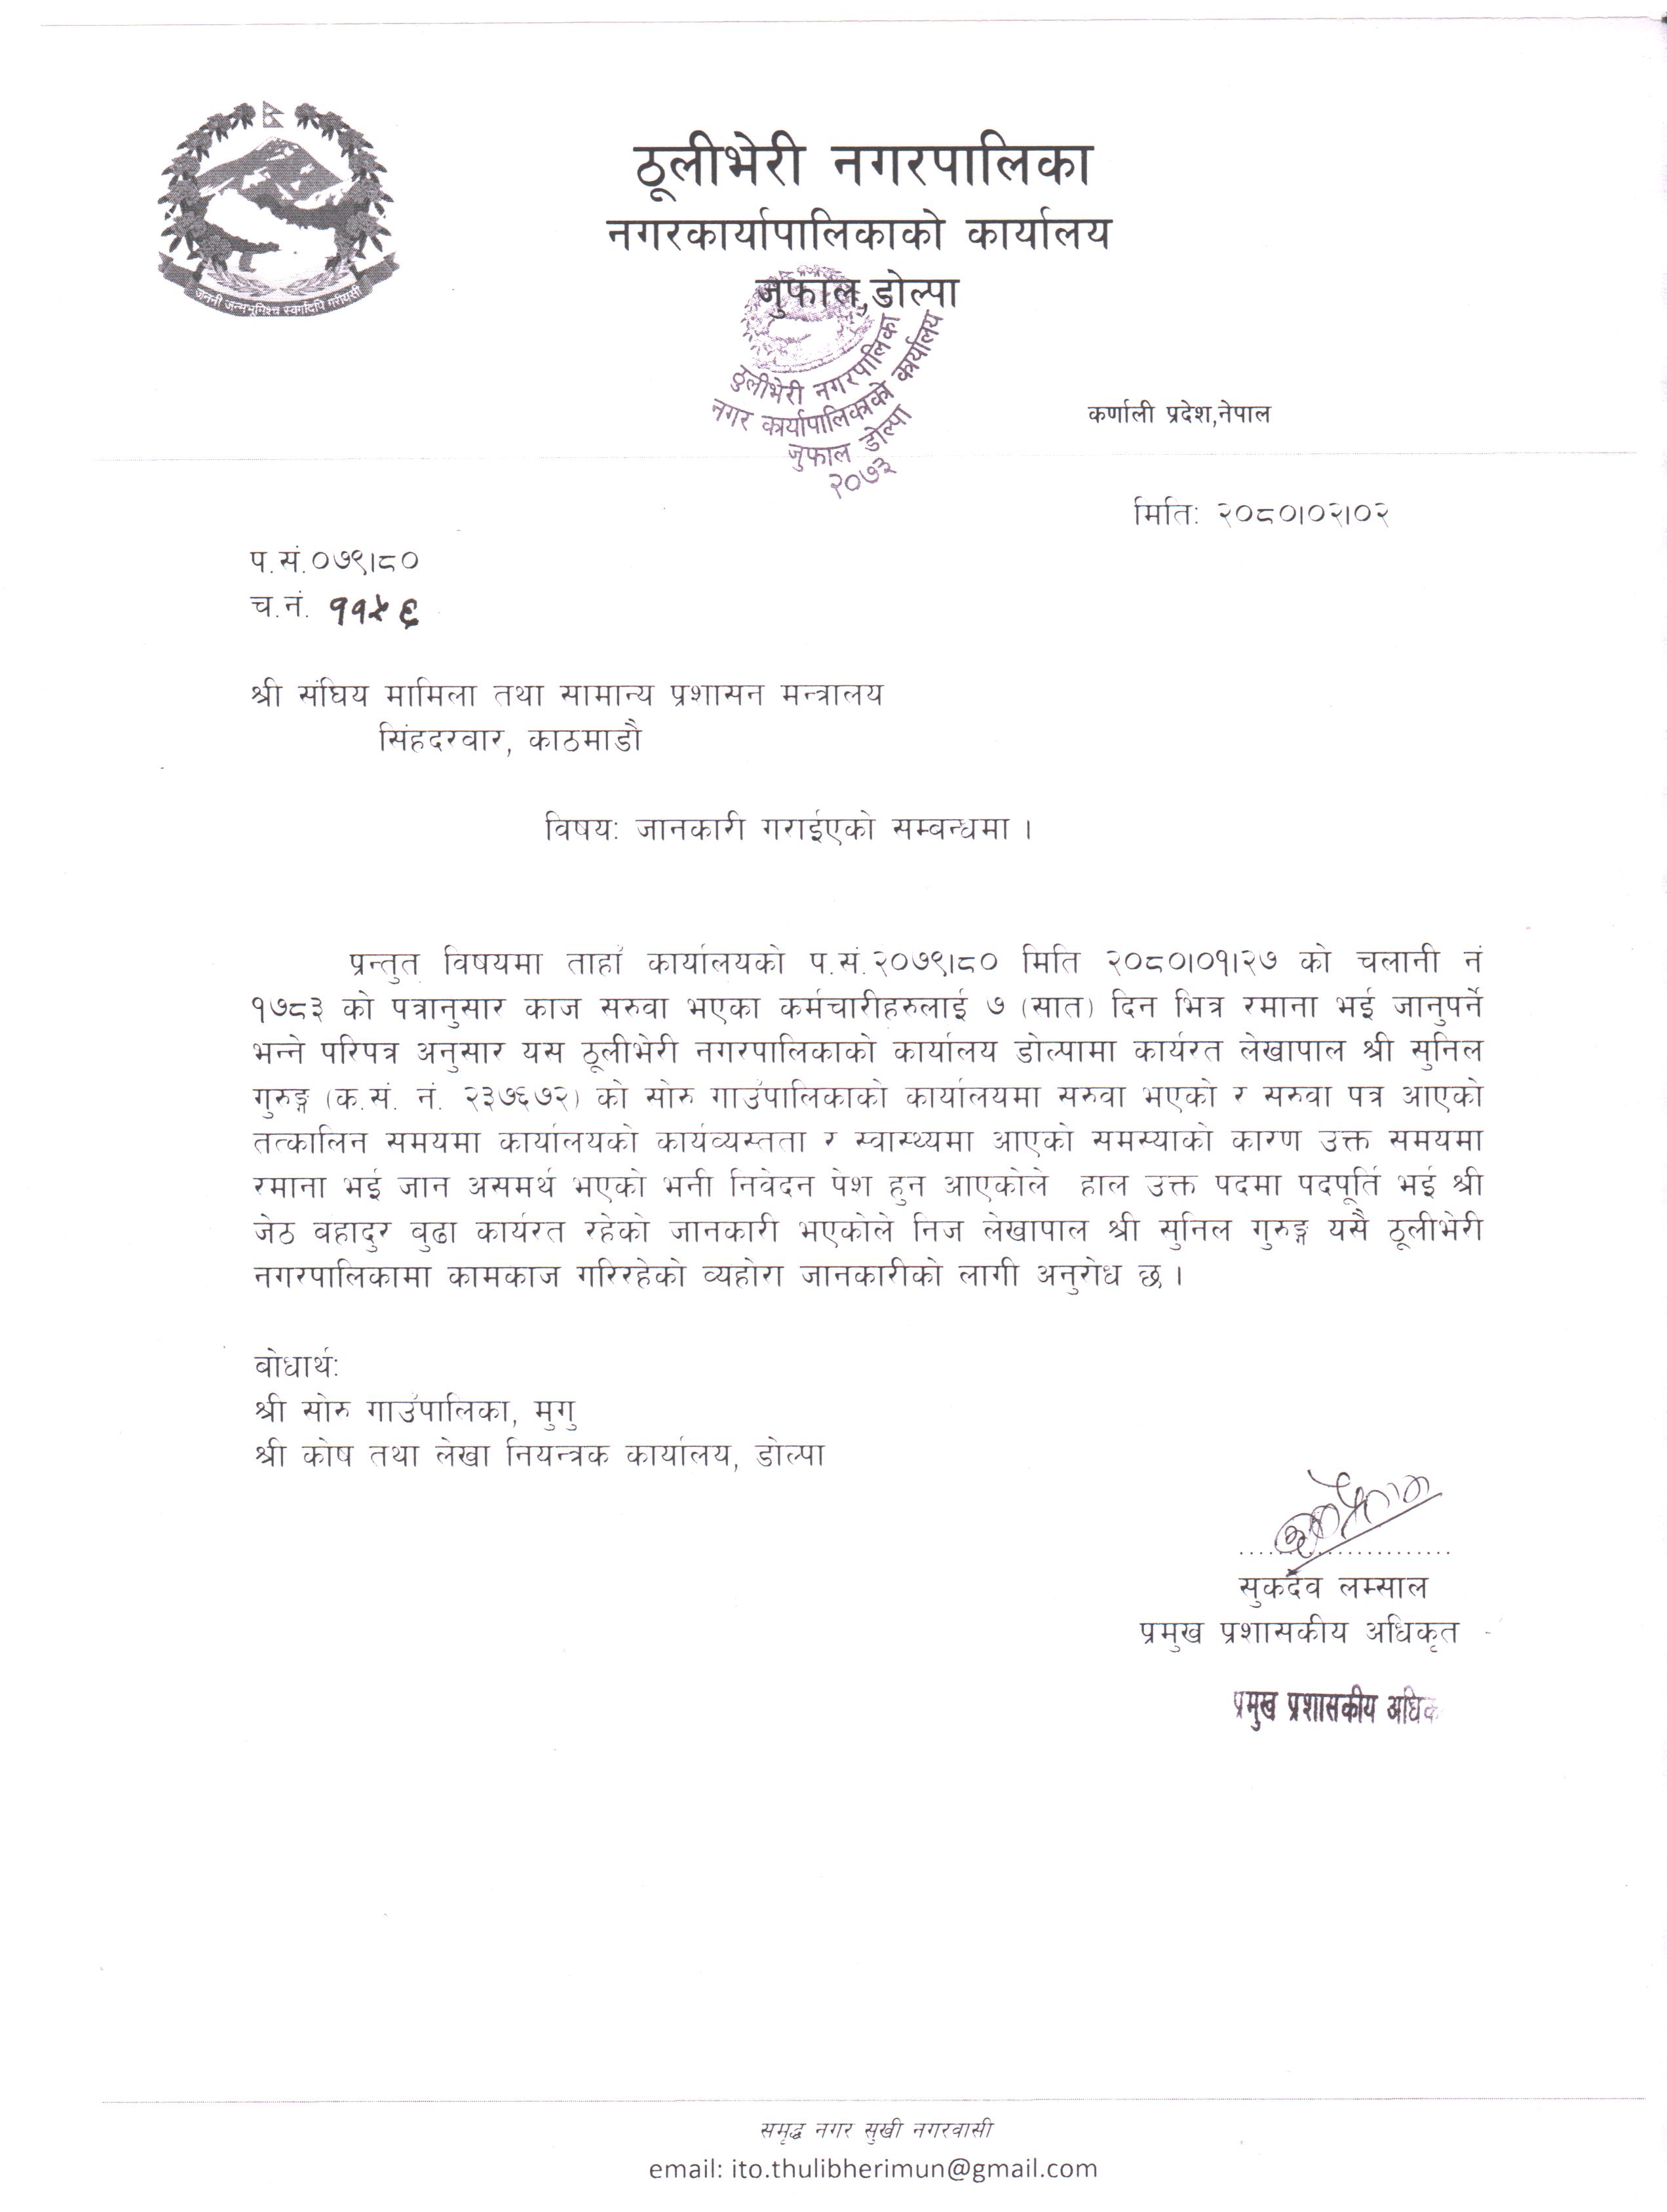 जननी जन्मभूमिश्च स्वर्गादपि गरीयसी
ठूलीभेरी नगरपालिका
नगरकार्यापालिकाको कार्यालय
जुफाल,डोल्पा
ठुलीभेरी नगरपालिका
नगर कार्यापालिकाको कार्यालय
जुफाल डोल्पा
२०७३
कर्णाली प्रदेश,नेपाल
मितिः २०८०।०२।०२
प.सं.०७९।८०
च.नं. ११५६
श्री संघिय मामिला तथा सामान्य प्रशासन मन्त्रालय
सिंहदरवार, काठमाडौ
विषयः जानकारी गराईएको सम्वन्धमा ।
प्रन्तुत विषयमा ताहाँ कार्यालयको प.सं.२०७९।८० मिति २०८०।०१।२७ को चलानी नं
१७८३ को पत्रानुसार काज सरुवा भएका कर्मचारीहरुलाई ७ (सात) दिन भित्र रमाना भई जानुपर्ने
भन्ने परिपत्र अनुसार यस ठूलीभेरी नगरपालिकाको कार्यालय डोल्पामा कार्यरत लेखापाल श्री सुनिल
गुरुङ्ग (क.सं. नं. २३७६७२) को सोरु गाउँपालिकाको कार्यालयमा सरुवा भएको र सरुवा पत्र आएको
तत्कालिन समयमा कार्यालयको कार्यव्यस्तता र स्वास्थ्यमा आएको समस्याको कारण उक्त समयमा
रमाना भई जान असमर्थ भएको भनी निवेदन पेश हुन आएकोले हाल उक्त पदमा पदपूर्ति भई श्री
जेठ वहादुर वुढा कार्यरत रहेको जानकारी भएकोले निज लेखापाल श्री सुनिल गुरुङ्ग यसै ठूलीभेरी
नगरपालिकामा कामकाज गरिरहेको व्यहोरा जानकारीको लागी अनुरोध छ ।
वोधार्थः
श्री सोरु गाउँपालिका, मुगु
श्री कोष तथा लेखा नियन्त्रक कार्यालय, डोल्पा
सुकदेव लम्साल
प्रमुख प्रशासकीय अधिकृत
प्रमुख प्रशासकीय अधिक
समृद्ध नगर सुखी नगरवासी
email: ito.thulibherimun@gmail.com